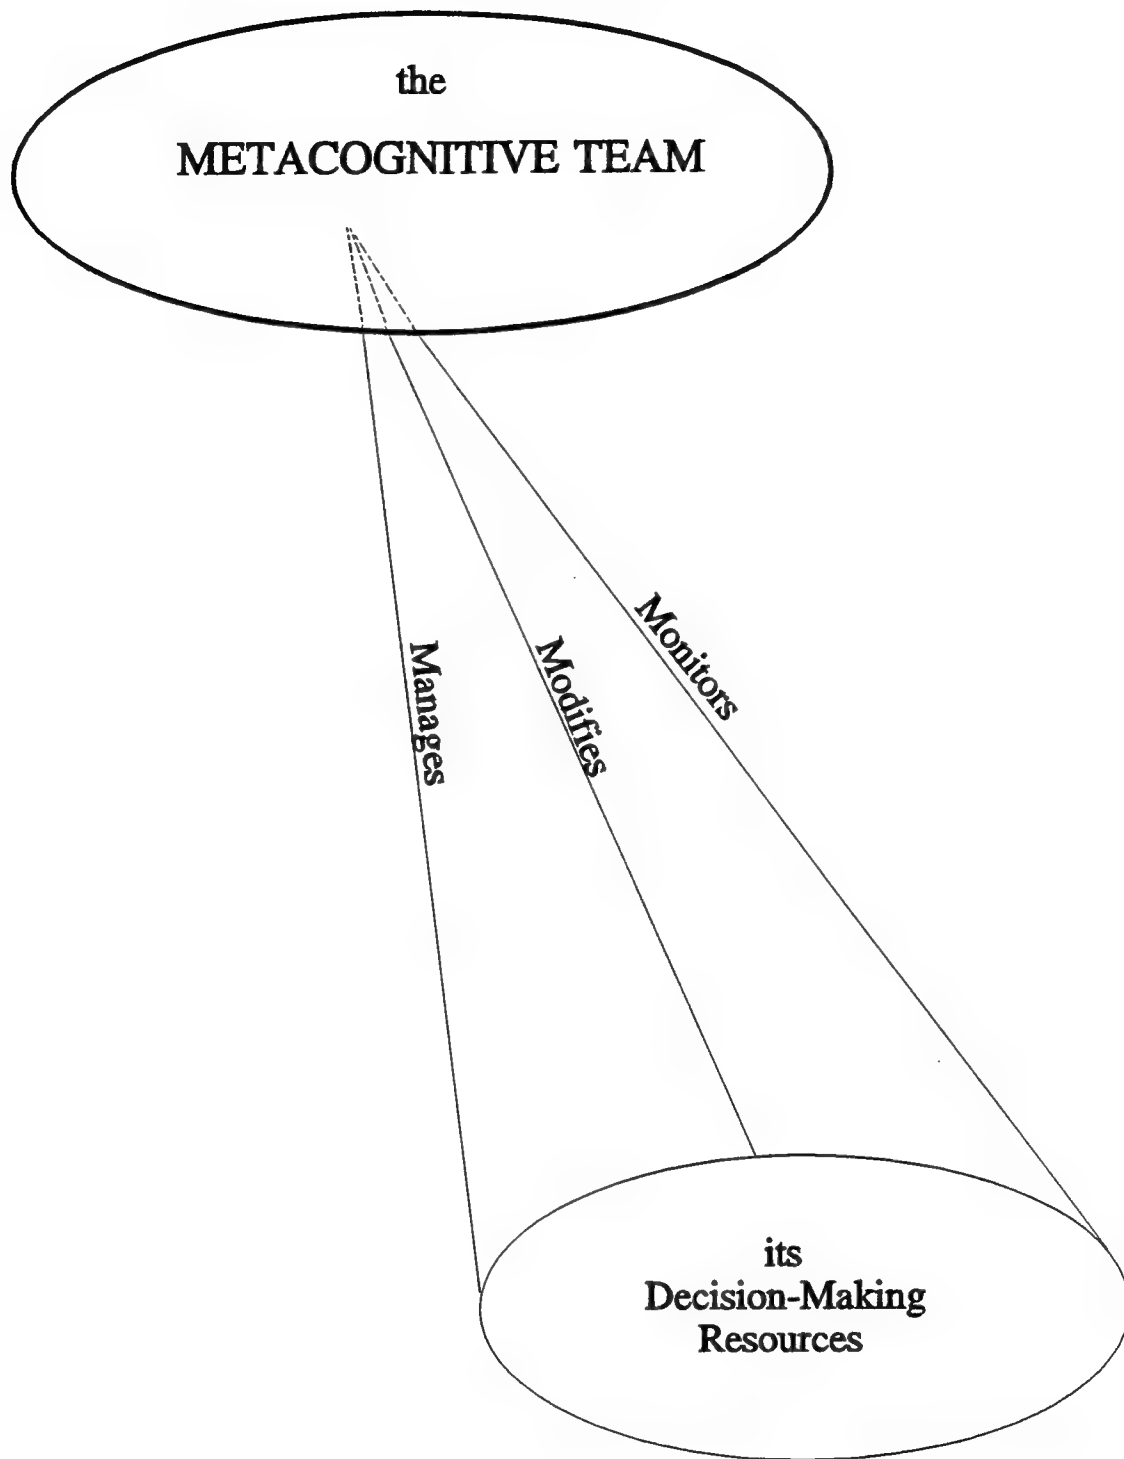 the
METACOGNITIVE TEAM
Manages
Modifies
Monitors
its
Decision-Making
Resources